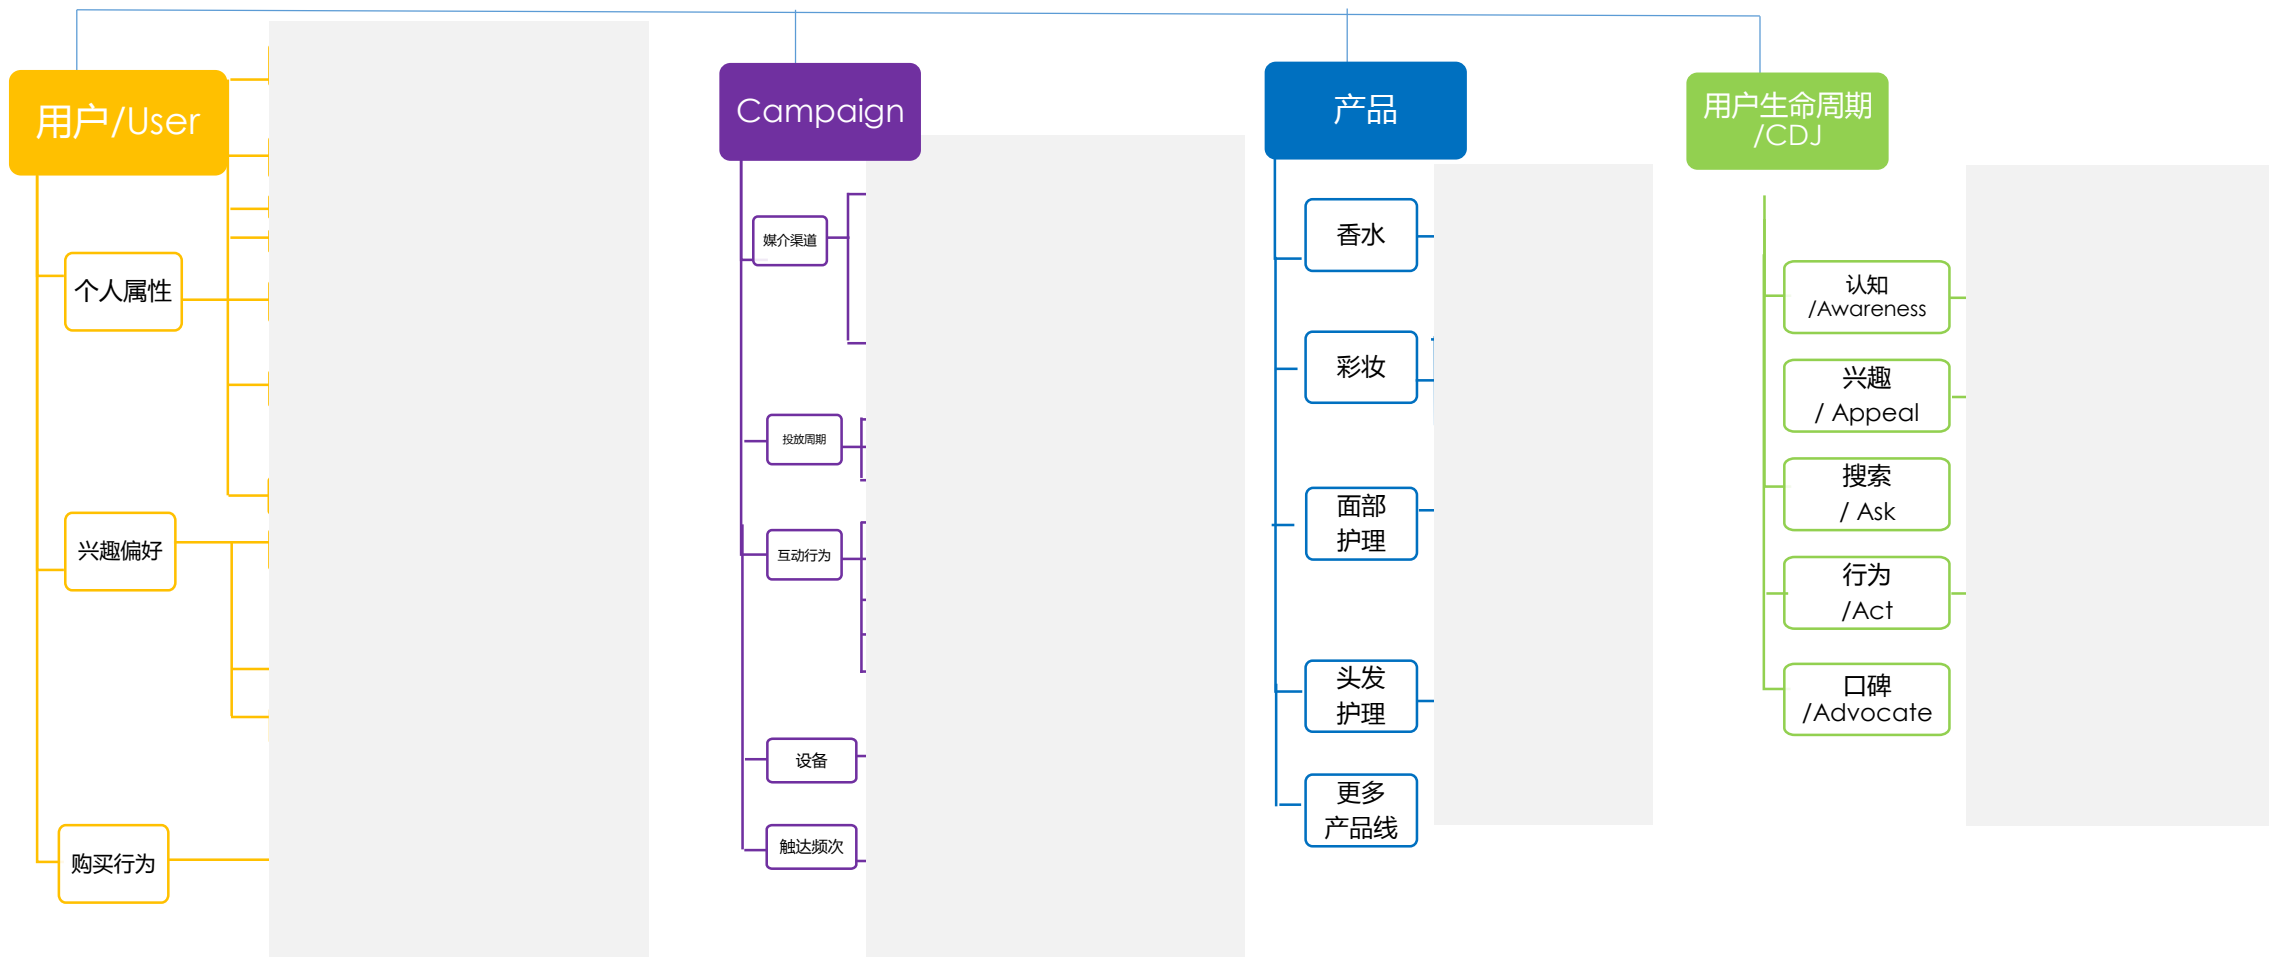 用户/User
个人属性
兴趣偏好
购买行为
Campaign
媒介渠道
投放周期
互动行为
设备
触达频次
产品
香水
彩妆
面部
护理
头发
护理
更多
产品线
用户生命周期
/CDJ
认知
/Awareness
兴趣
/ Appeal
搜索
/ Ask
行为
/Act
口碑
/Advocate